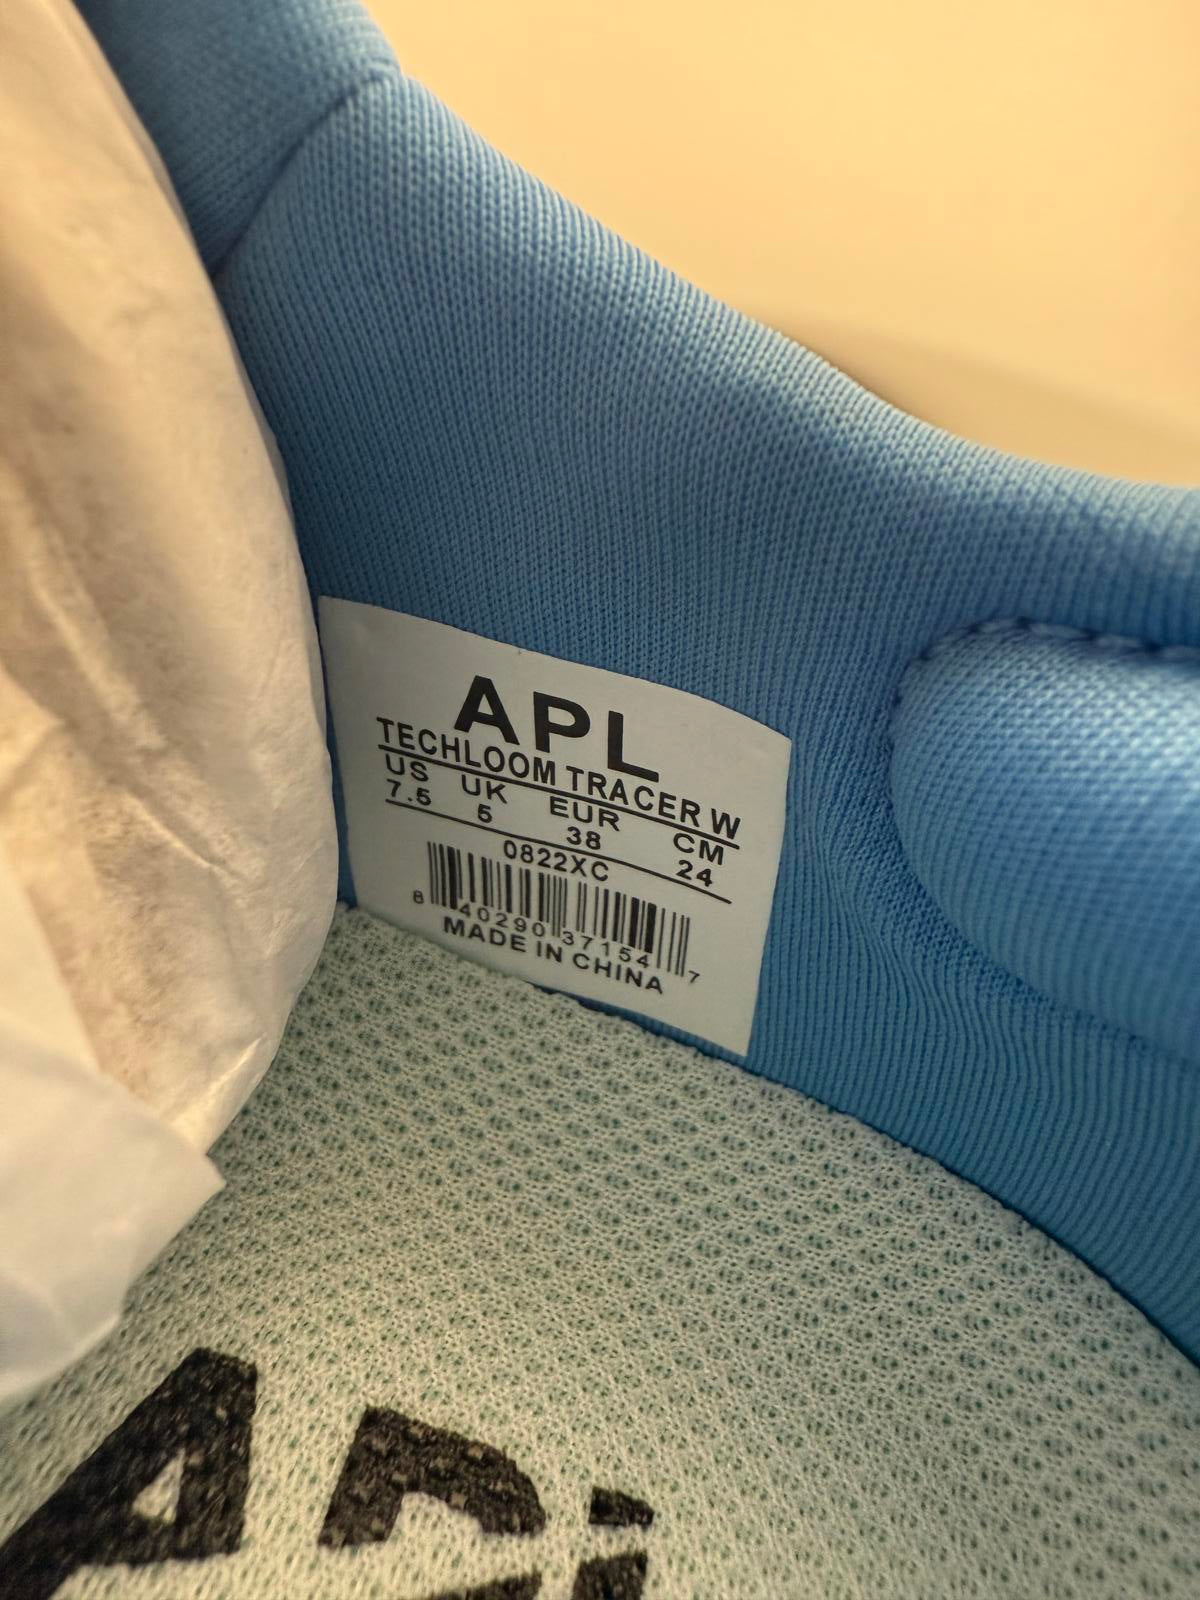 APL
TECHLOOM TRACER W
US UK EUR CM
7.5 5 38 24
0822XC
8 40290 37154 7
MADE IN CHINA
APL